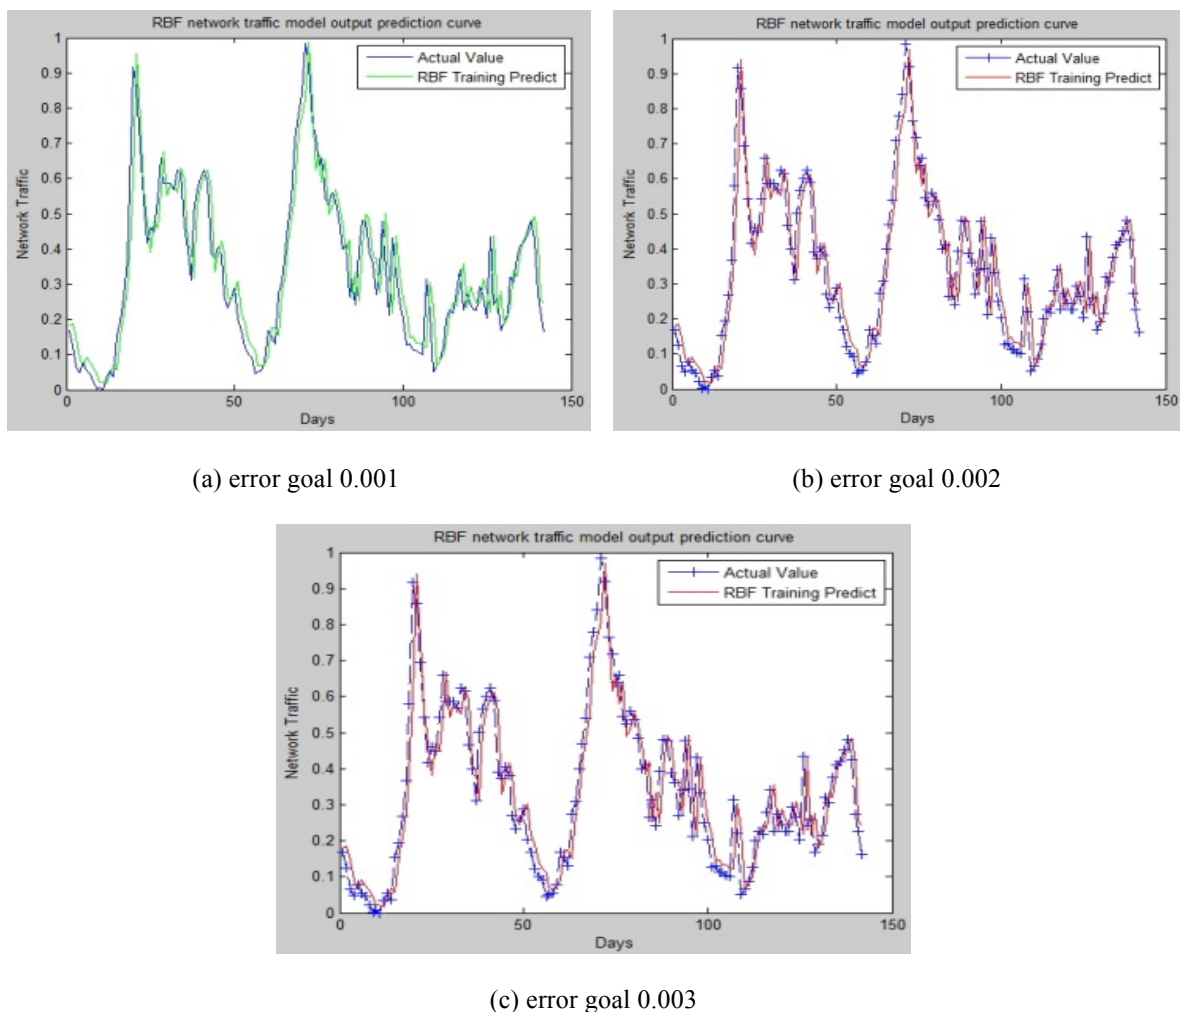 RBF network traffic model output prediction curve
1
0.9
0.8
0.7
0.6
0.5
0.4
0.3
0.2
0.1
0
Network Traffic
Actual Value
RBF Training Predict
0 50 100 150
Days
(a) error goal 0.001
RBF network traffic model output prediction curve
1
0.9
0.8
0.7
0.6
0.5
0.4
0.3
0.2
0.1
0
Network Traffic
Actual Value
RBF Training Predict
0 50 100 150
Days
(b) error goal 0.002
RBF network traffic model output prediction curve
1
0.9
0.8
0.7
0.6
0.5
0.4
0.3
0.2
0.1
0
Network Traffic
Actual Value
RBF Training Predict
0 50 100 150
Days
(c) error goal 0.003